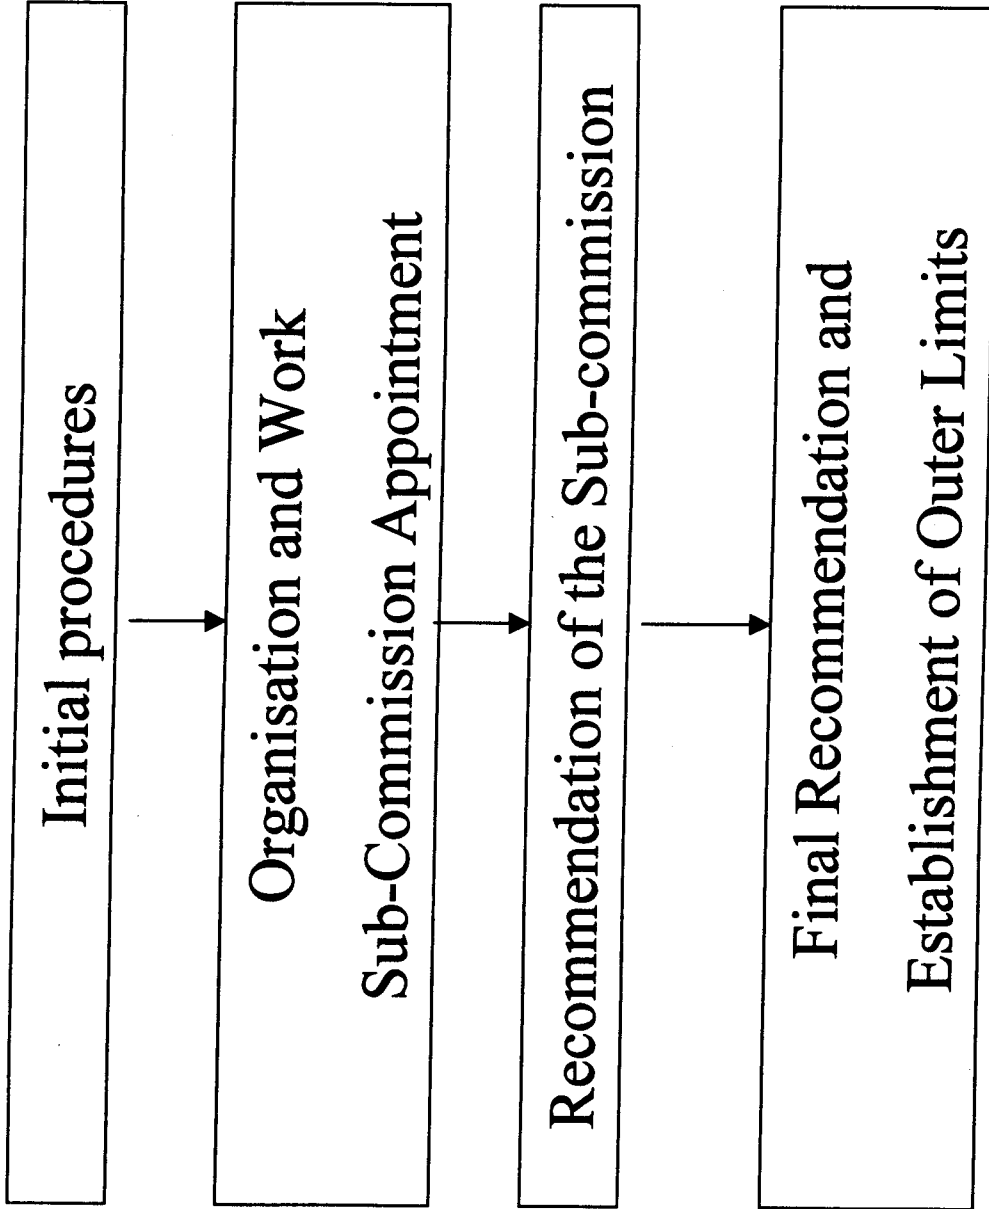 Initial procedures
Organisation and Work
Sub-Commission Appointment
Recommendation of the Sub-commission
Final Recommendation and
Establishment of Outer Limits